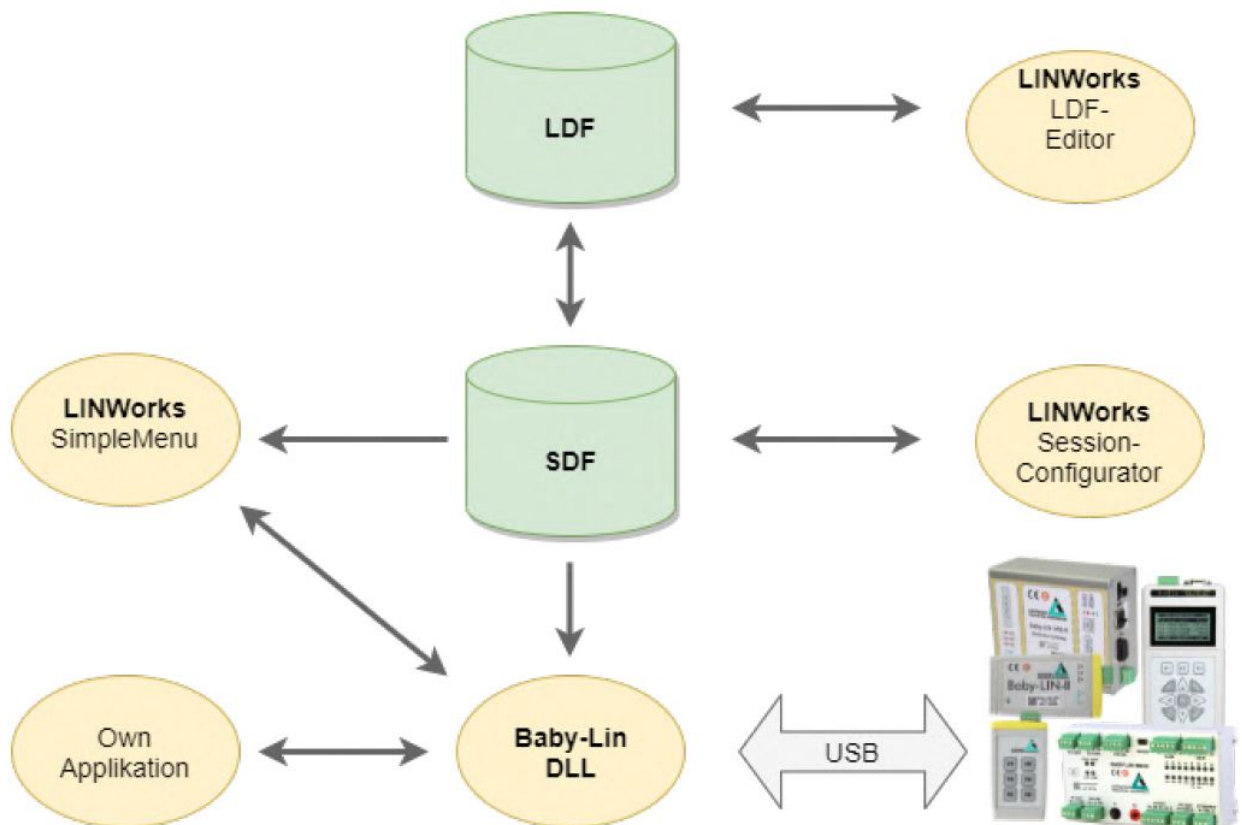 LDF
LINWorks
LDF-
Editor
LINWorks
SimpleMenu
SDF
LINWorks
Session-
Configurator
Own
Applikation
Baby-Lin
DLL
USB
Baby-LIN-II